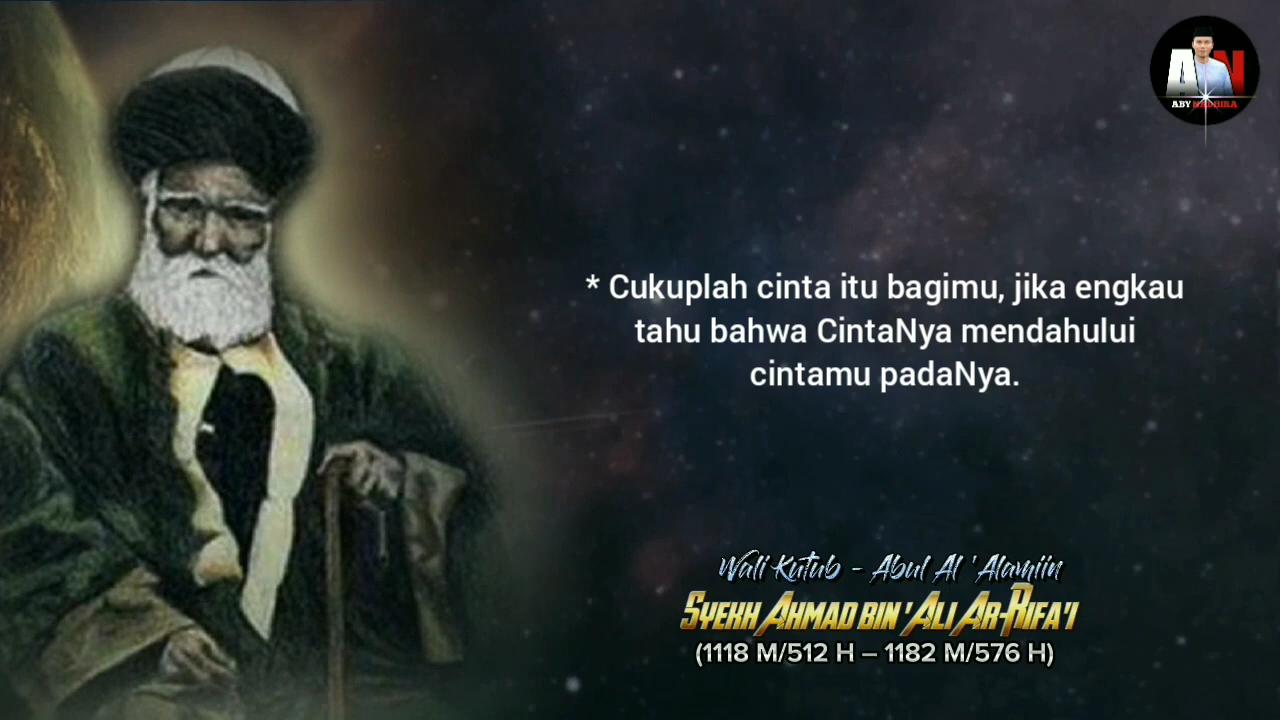 ABY NADHIRA
* Cukuplah cinta itu bagimu, jika engkau
tahu bahwa CintaNya mendahului
cintamu padaNya.
Wali Kutub - Abul Al 'Alamiin
Syekh Ahmad bin 'Ali Ar-Rifa'i
(1118 M/512 H – 1182 M/576 H)